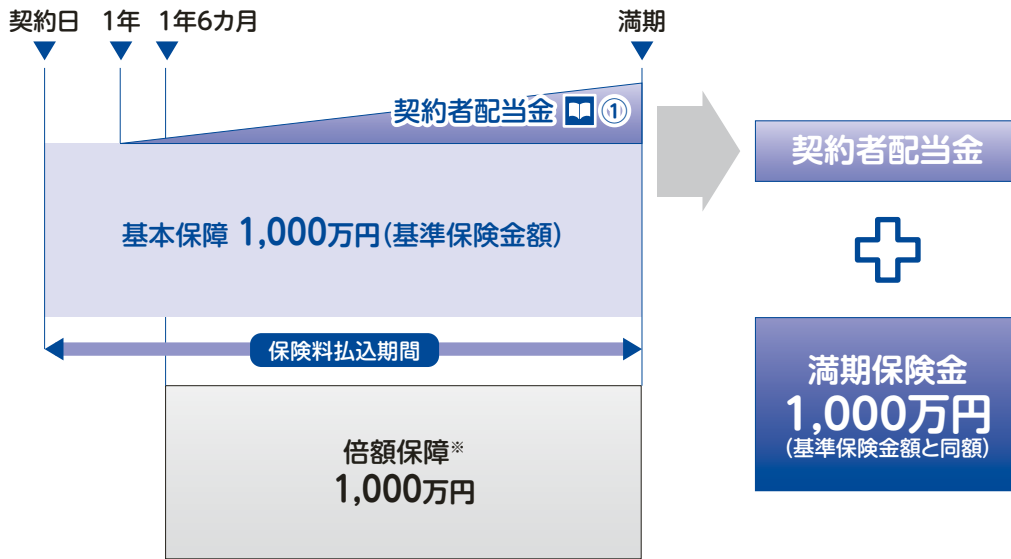 契約日 1年 1年6カ月 満期
契約者配当金 ①
基本保障 1,000万円(基準保険金額)
保険料払込期間
倍額保障※
1,000万円
契約者配当金
満期保険金
1,000万円
(基準保険金額と同額)